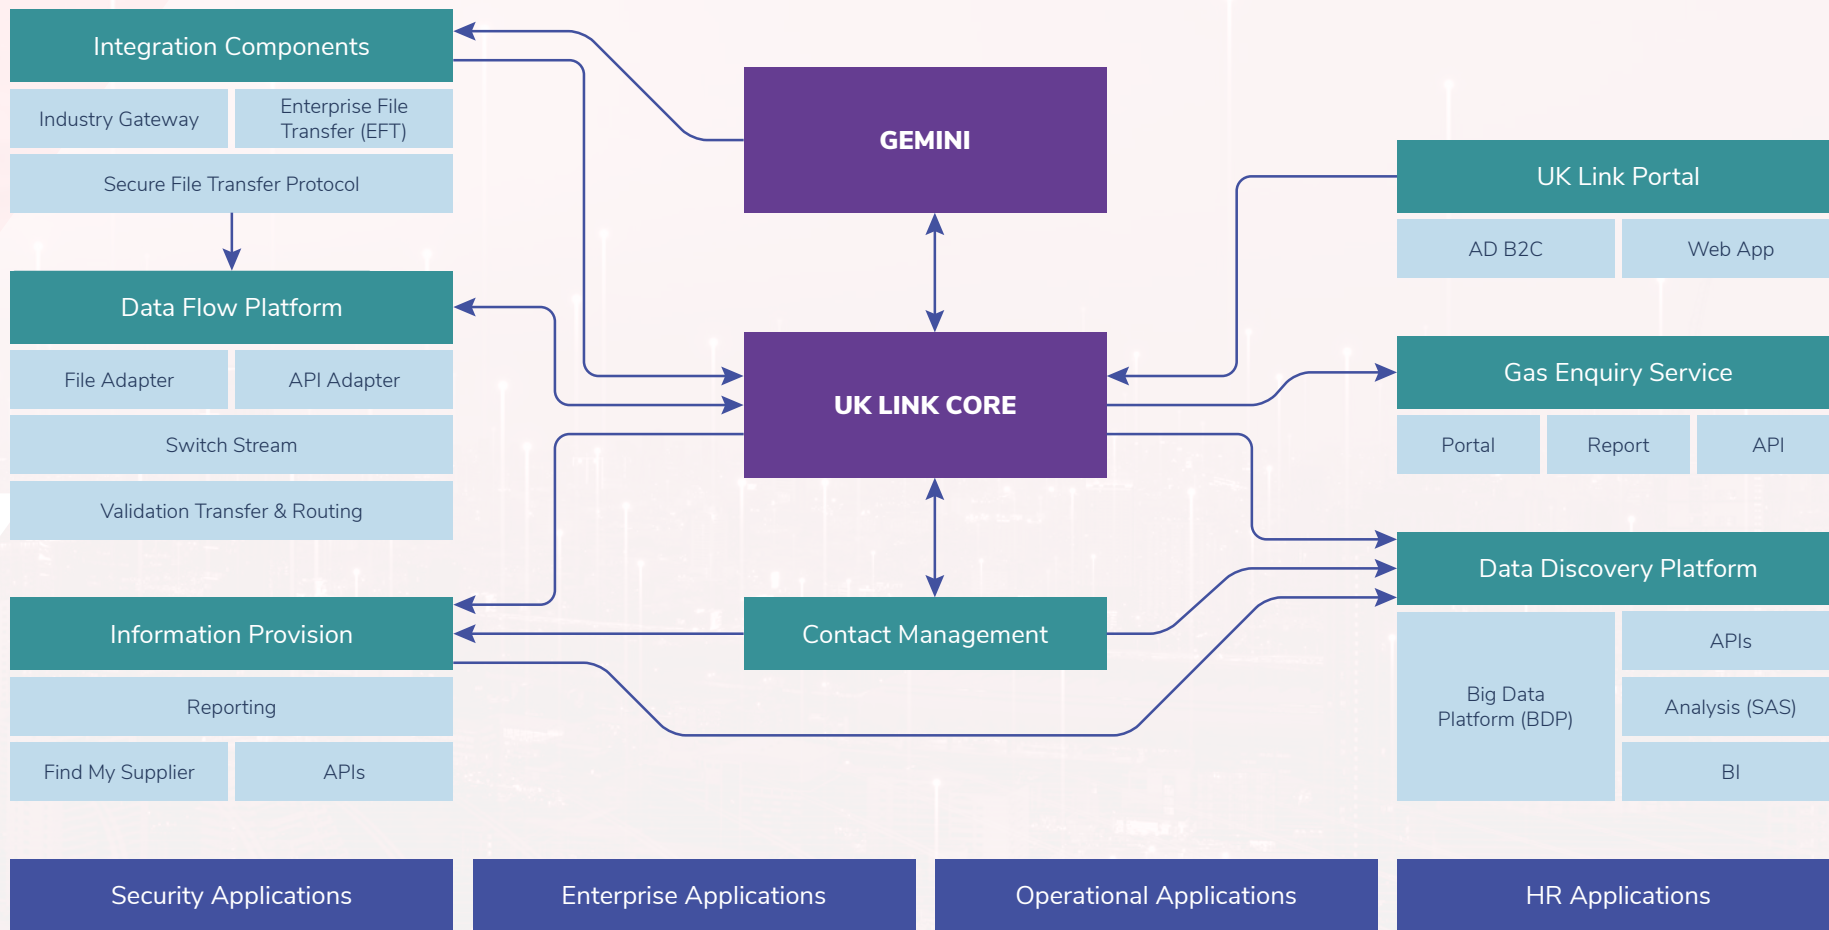 Integration Components
Industry Gateway
Enterprise File
Transfer (EFT)
Secure File Transfer Protocol
Data Flow Platform
File Adapter
API Adapter
Switch Stream
Validation Transfer & Routing
Information Provision
Reporting
Find My Supplier
APIs
GEMINI
UK LINK CORE
Contact Management
UK Link Portal
AD B2C
Web App
Gas Enquiry Service
Portal
Report
API
Data Discovery Platform
Big Data
Platform (BDP)
APIs
Analysis (SAS)
BI
Security Applications
Enterprise Applications
Operational Applications
HR Applications